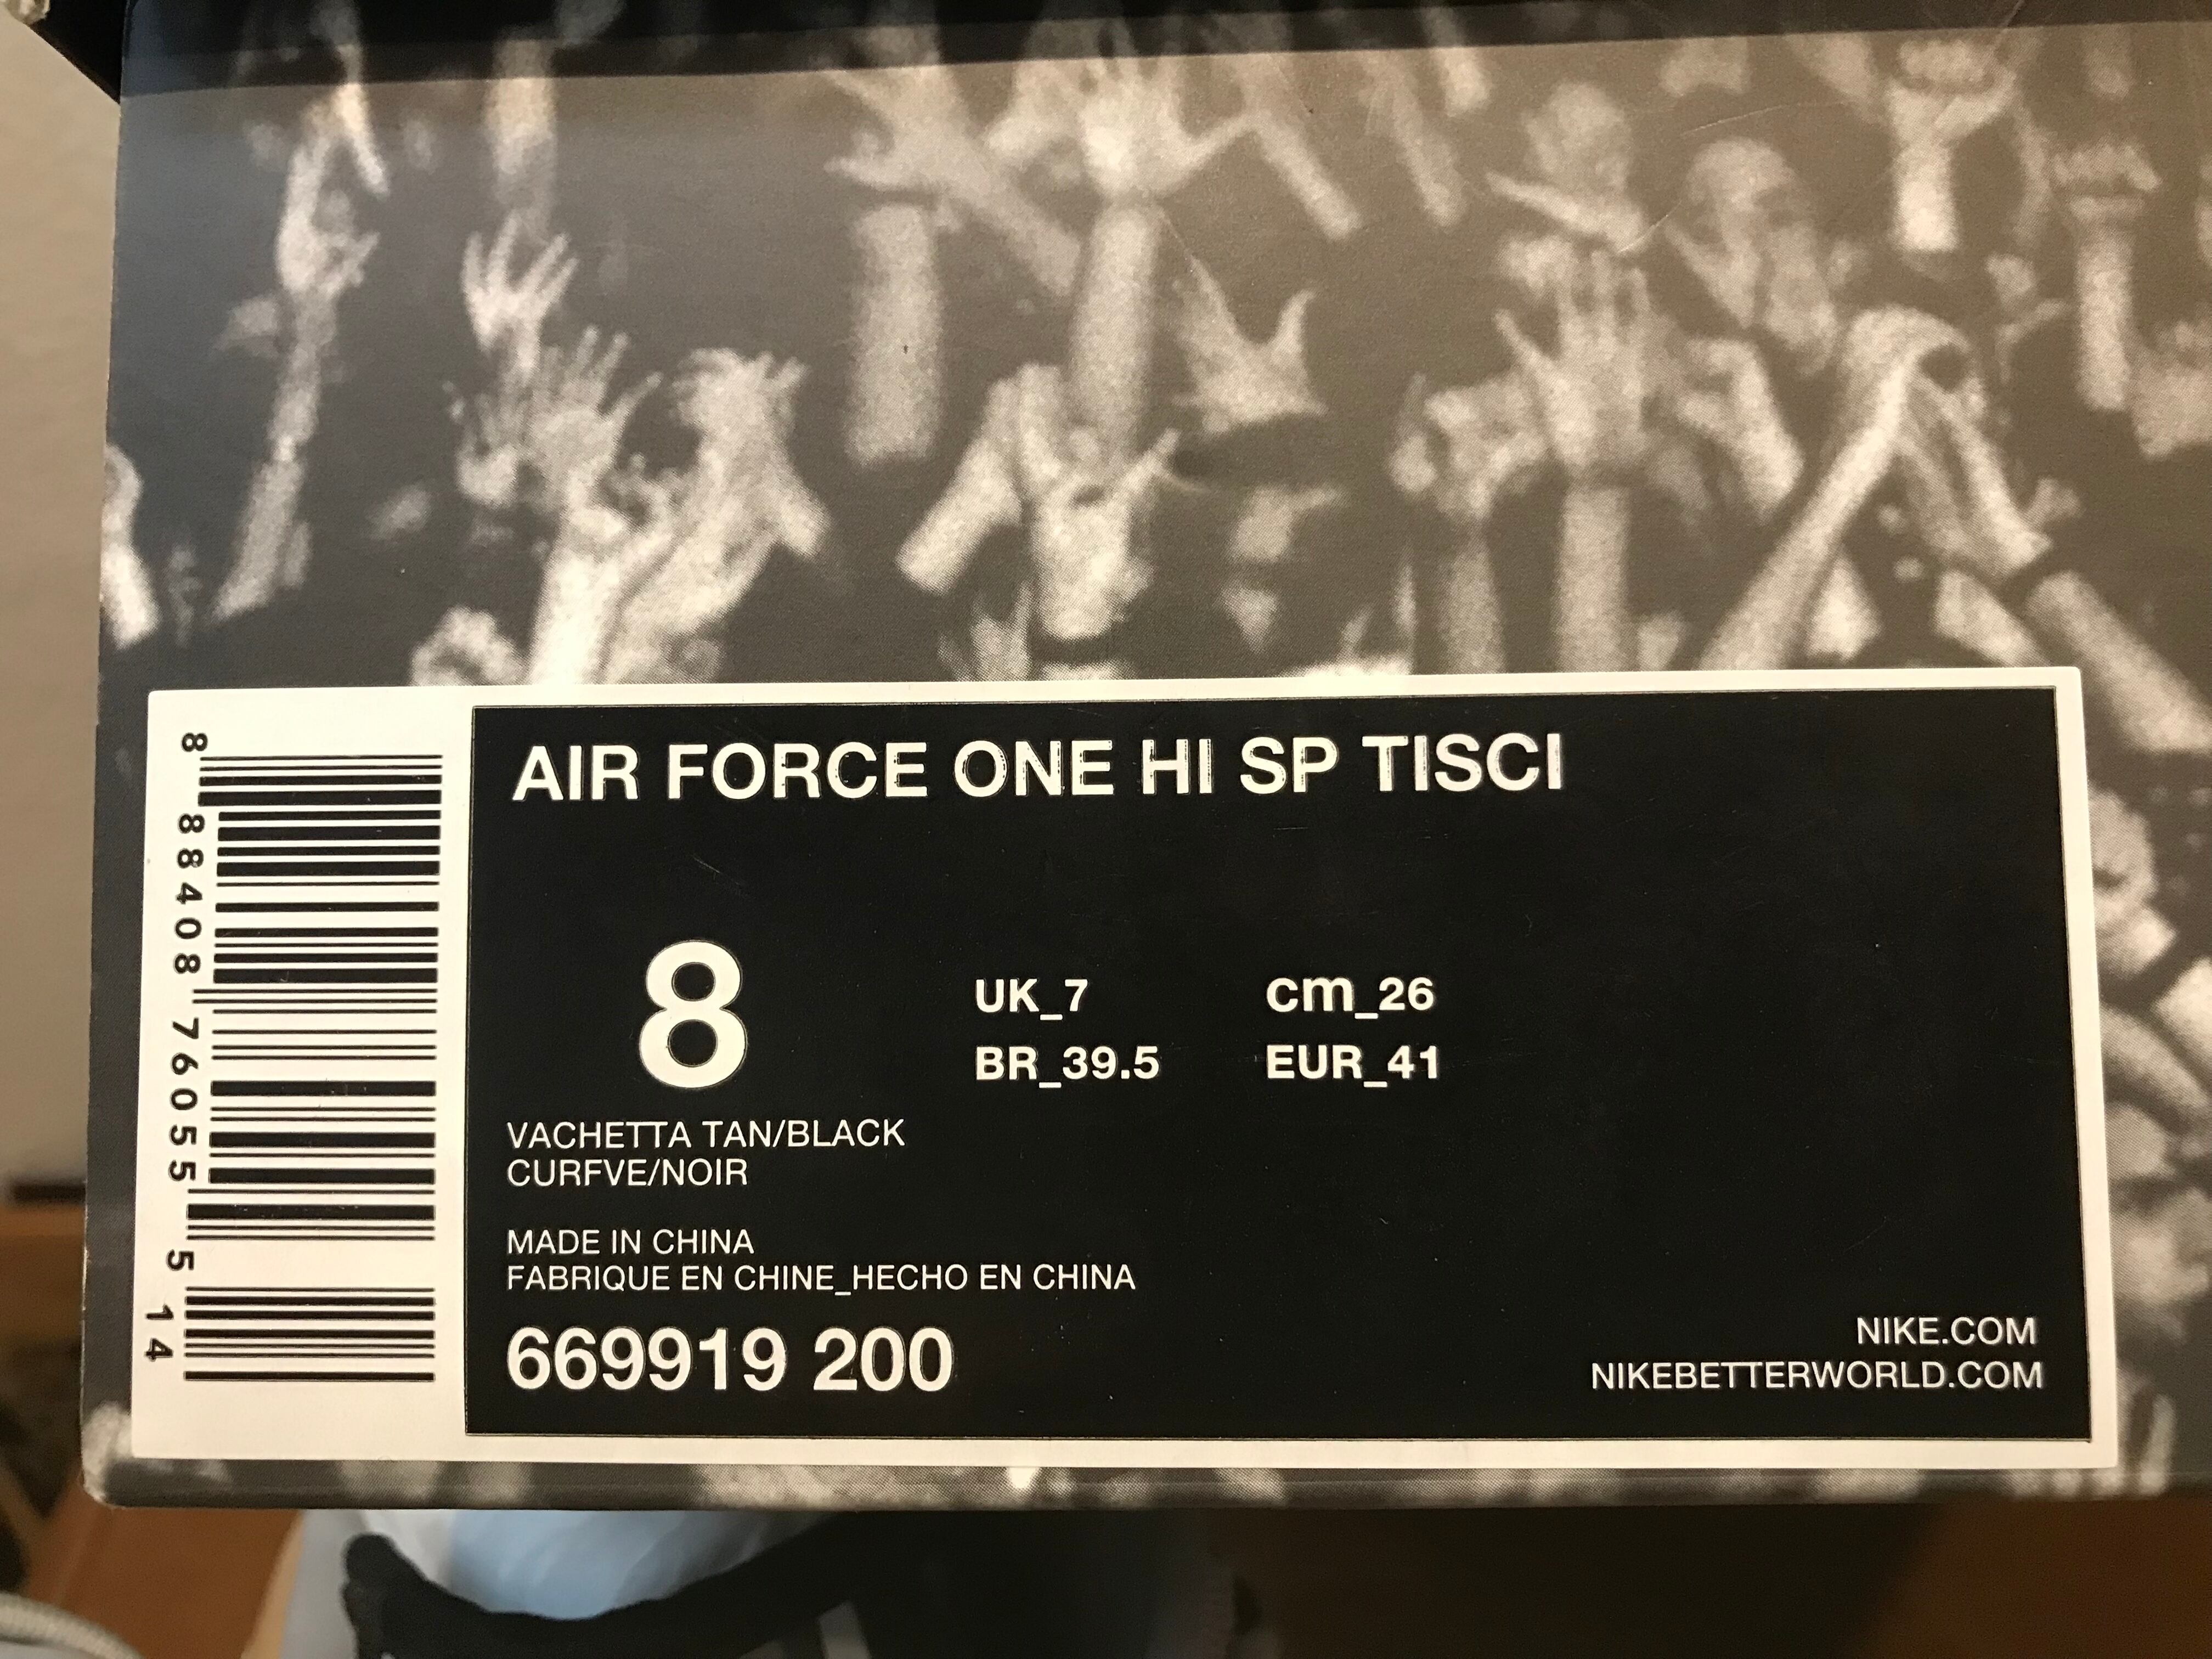 AIR FORCE ONE HI SP TISCI
8
UK_7 cm_26
BR_39.5 EUR_41
VACHETTA TAN/BLACK
CURFVE/NOIR
MADE IN CHINA
FABRIQUE EN CHINE_HECHO EN CHINA
669919 200
NIKE.COM
NIKEBETTERWORLD.COM
8 88408 76055 5 14